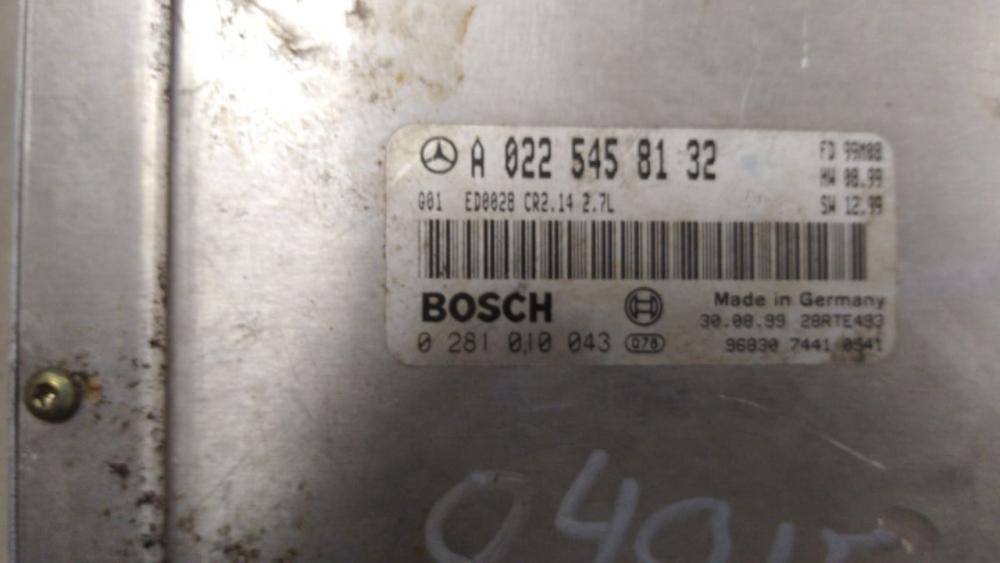 A 022 545 81 32
FD 99M08
HW 08.99
Q01 ED0028 CR2.14 2.7L
SW 12.99
BOSCH
Made in Germany
30.08.99 28RTE493
0 281 010 043 Q78
96830 7441 0541